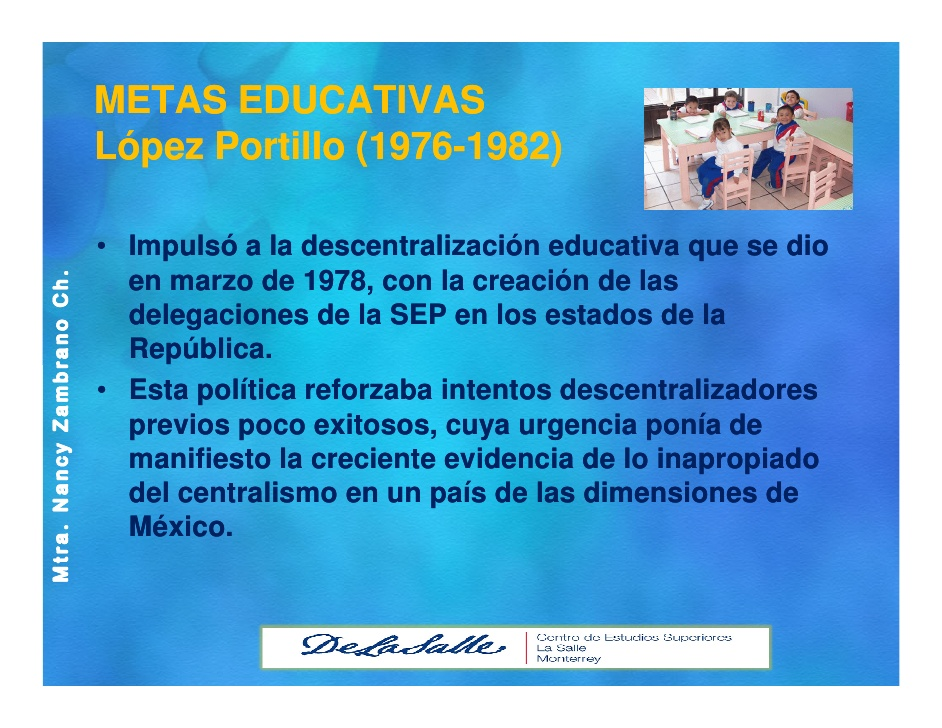 METAS EDUCATIVAS
López Portillo (1976-1982)
• Impulsó a la descentralización educativa que se dio
en marzo de 1978, con la creación de las
delegaciones de la SEP en los estados de la
República.
• Esta política reforzaba intentos descentralizadores
previos poco exitosos, cuya urgencia ponía de
manifiesto la creciente evidencia de lo inapropiado
del centralismo en un país de las dimensiones de
México.
Mtra. Nancy Zambrano Ch.
De La Salle
Centro de Estudios Superiores
La Salle
Monterrey